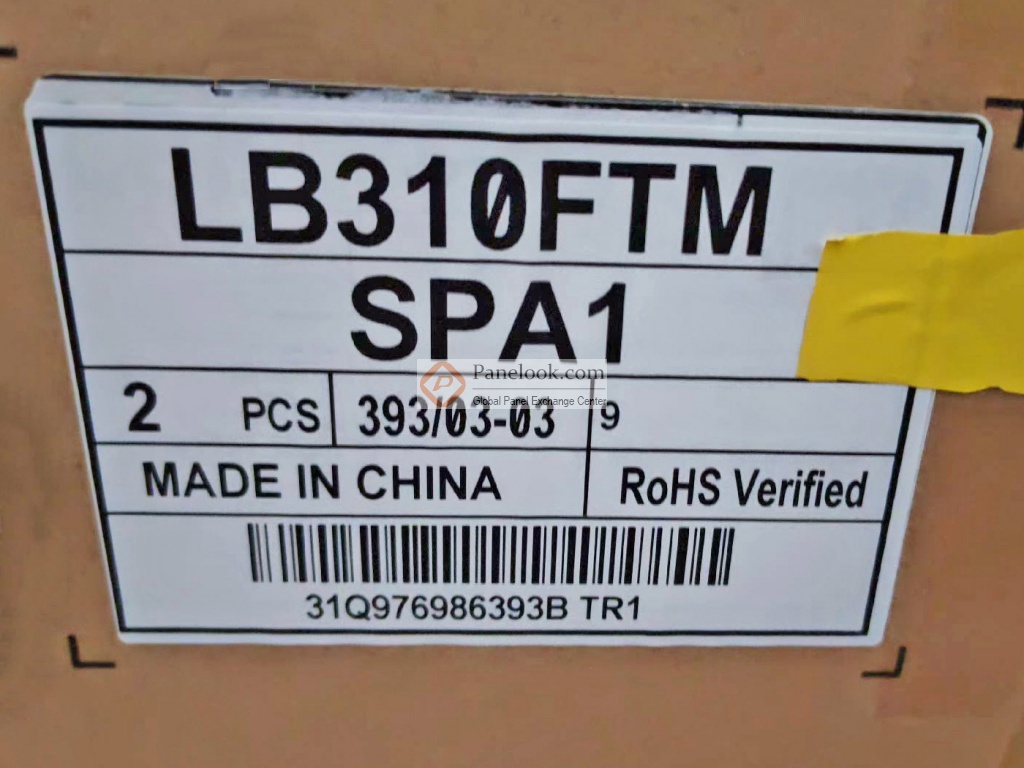 LB310FTM
SPA1
2 PCS 393/03-03 9
MADE IN CHINA RoHS Verified
31Q976986393B TR1
Panelook.com
Global Panel Exchange Center